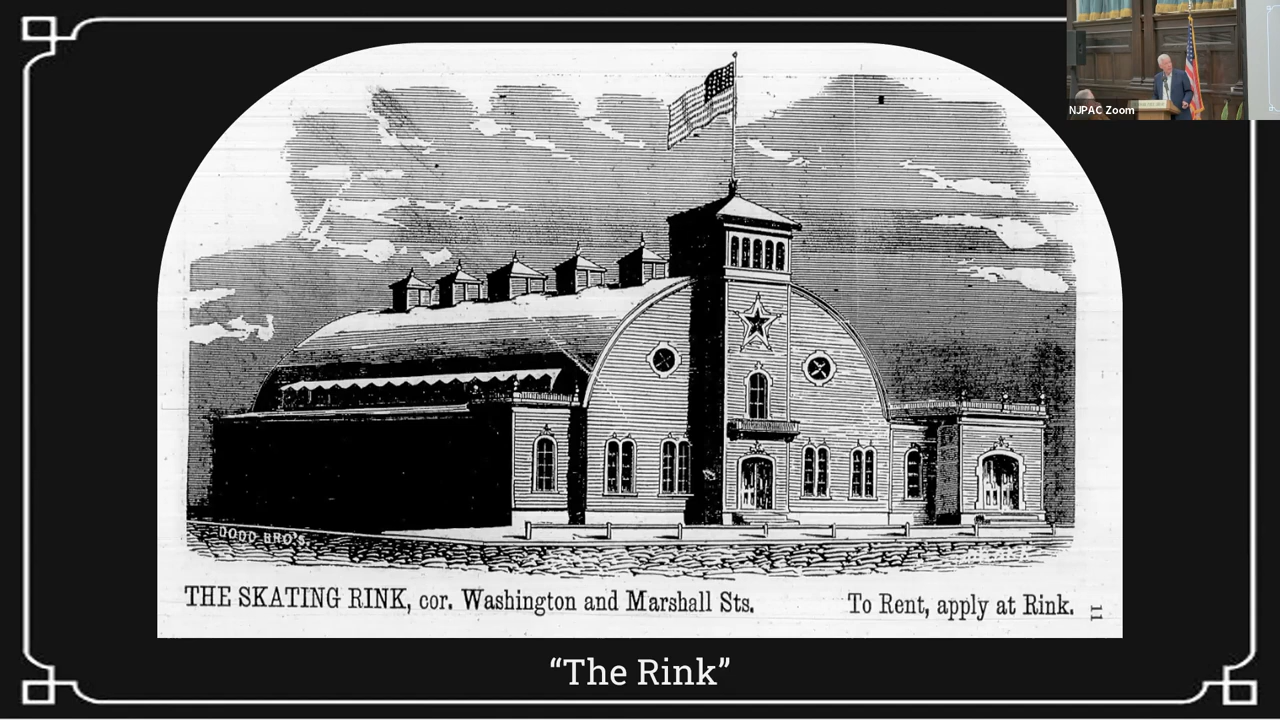 NJPAC Zoom
DODD BRO'S.
THE SKATING RINK, cor. Washington and Marshall Sts. To Rent, apply at Rink.
11
“The Rink”